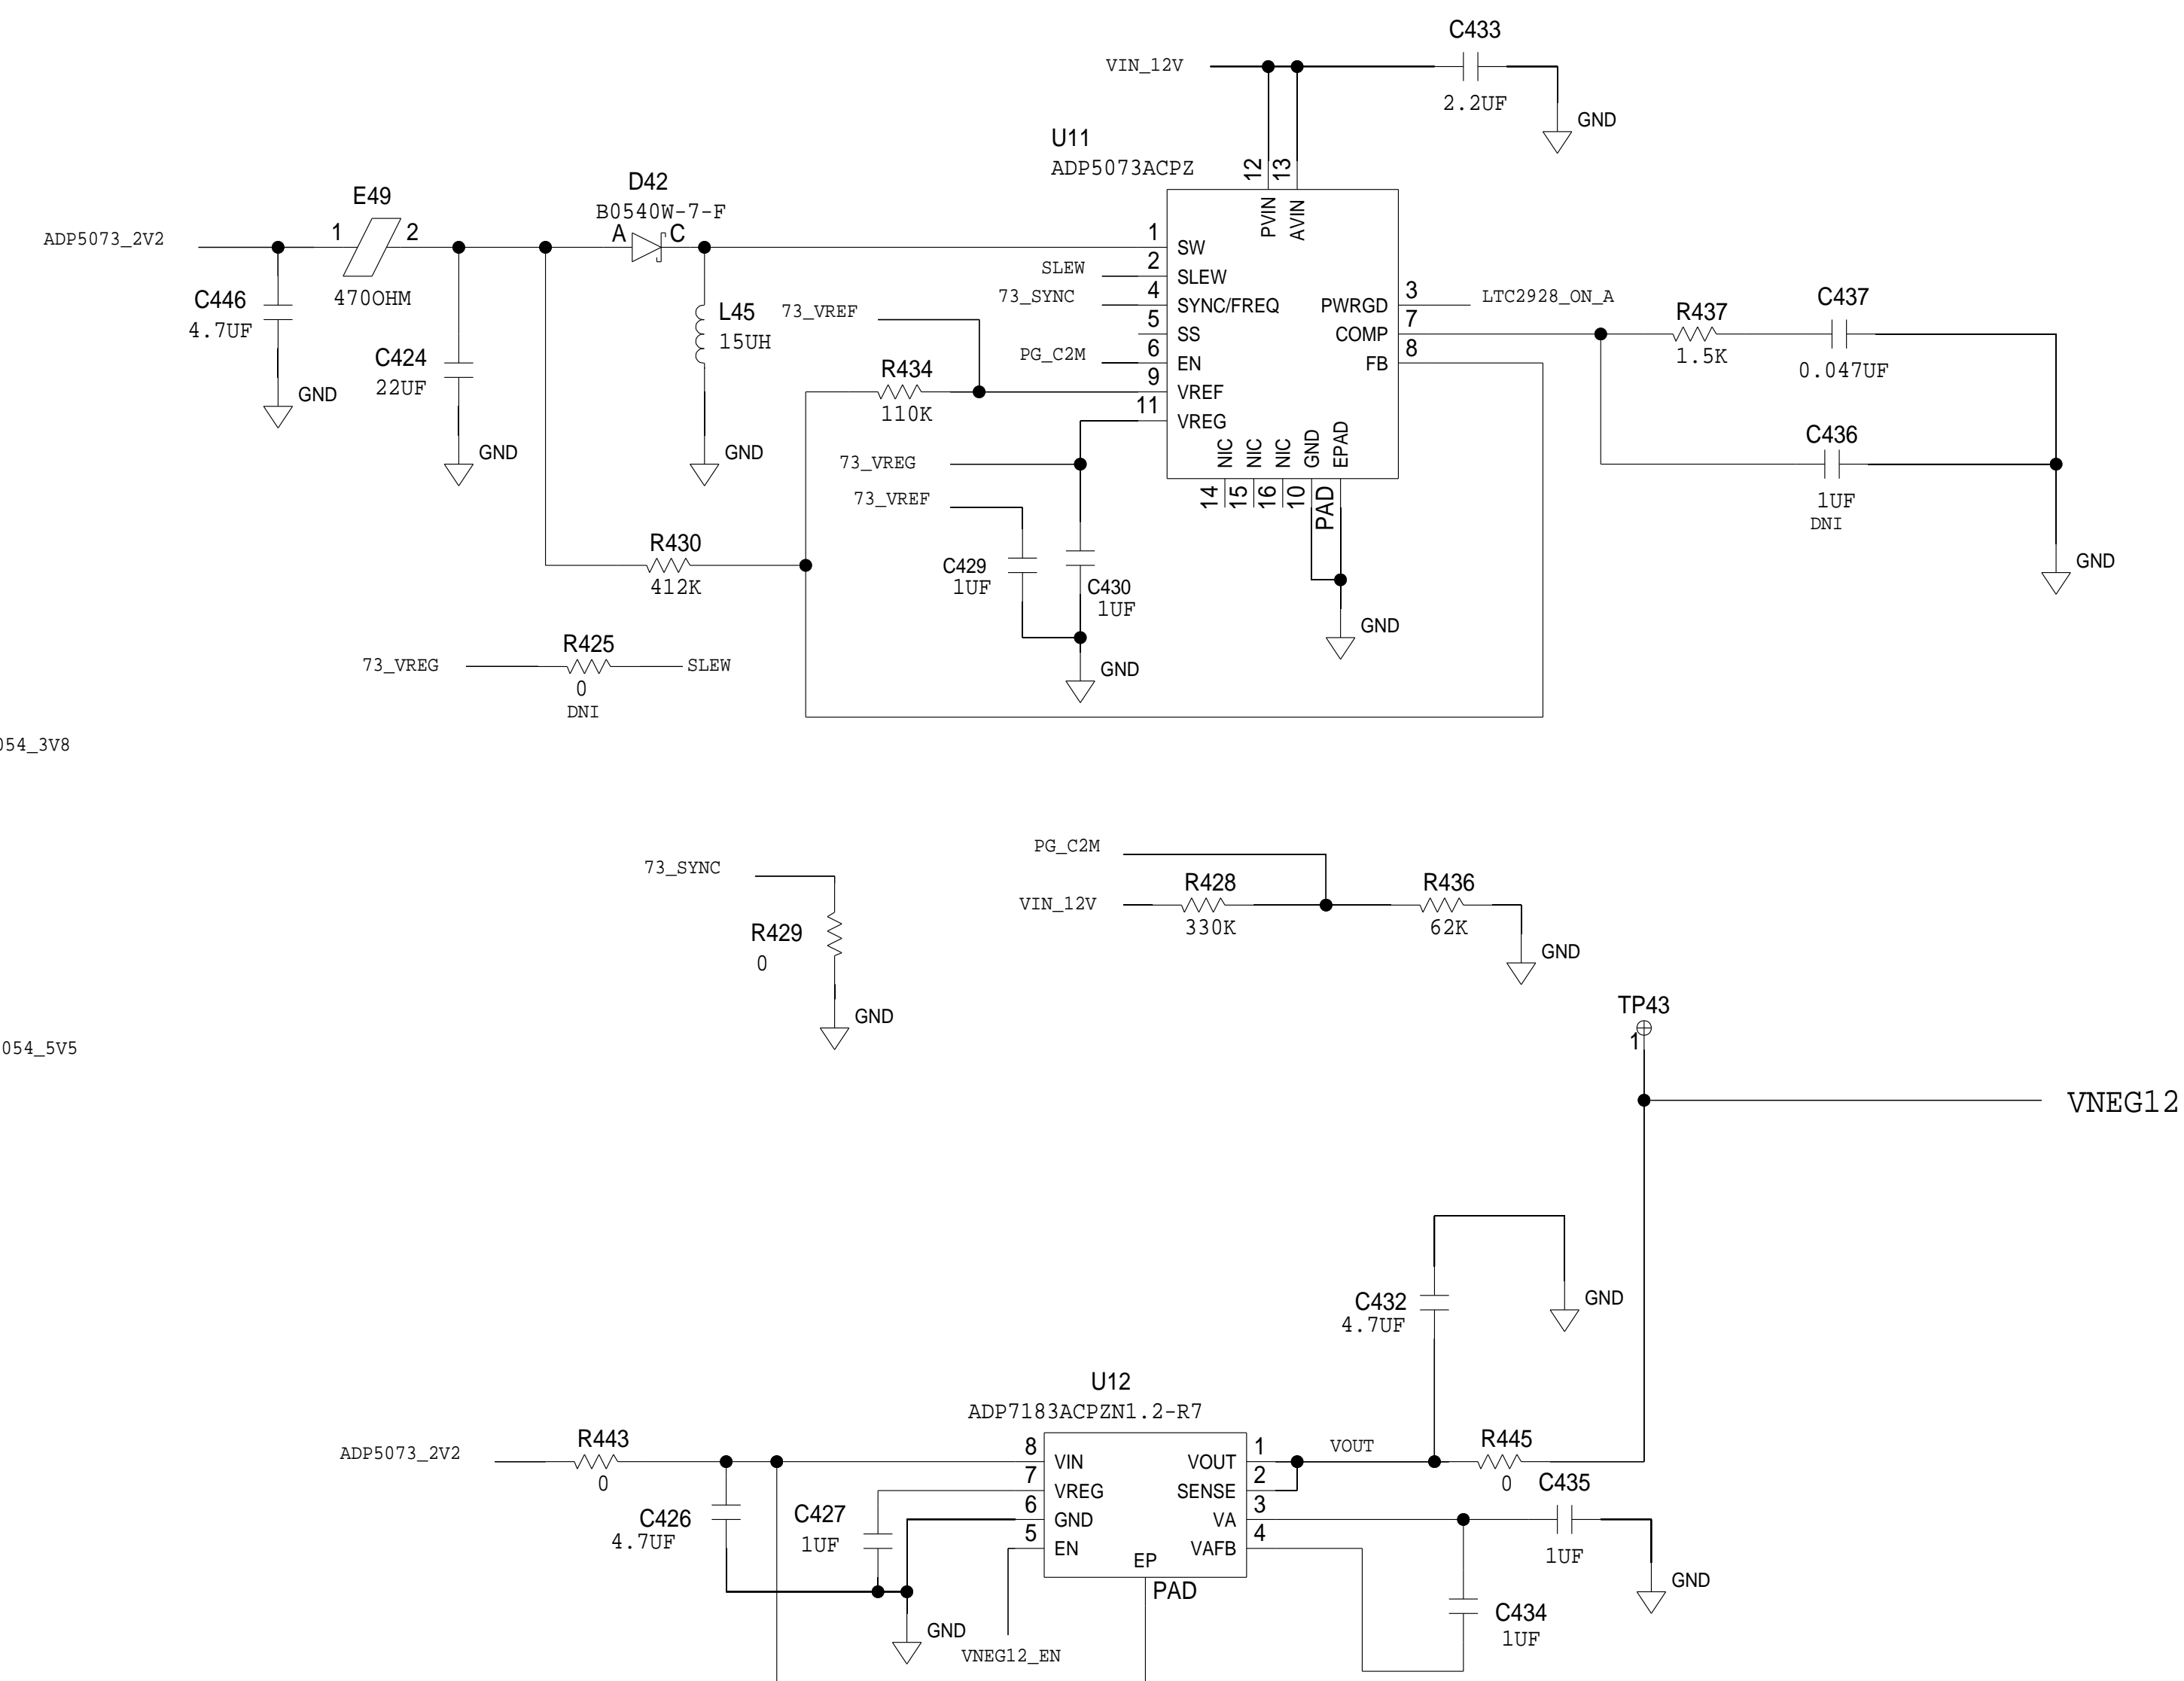 C433
VIN_12V
2.2UF
GND
U11
ADP5073ACPZ
12
13
PVIN
AVIN
E49
D42
B0540W-7-F
ADP5073_2V2
1
2
A
C
1
SW
2
SLEW
SLEW
4
SYNC/FREQ
73_SYNC
5
SS
6
EN
PG_C2M
9
VREF
11
VREG
PWRGD
3
LTC2928_ON_A
COMP
7
FB
8
R437
1.5K
C437
0.047UF
C446
4.7UF
470OHM
GND
C424
22UF
GND
L45
15UH
GND
73_VREF
R434
110K
73_VREG
73_VREF
NIC
NIC
NIC
GND
EPAD
14
15
16
10
PAD
C436
1UF
DNI
GND
R430
412K
C429
1UF
C430
1UF
GND
GND
R425
73_VREG
SLEW
0
DNI
054_3V8
73_SYNC
R429
0
GND
PG_C2M
VIN_12V
R428
330K
R436
62K
GND
054_5V5
TP43
1
VNEG12
C432
4.7UF
GND
U12
ADP7183ACPZN1.2-R7
ADP5073_2V2
R443
0
8
VIN
7
VREG
6
GND
5
EN
VOUT
1
SENSE
2
VA
3
VAFB
4
EP
PAD
VOUT
R445
0
C435
1UF
GND
C426
4.7UF
C427
1UF
GND
VNEG12_EN
C434
1UF